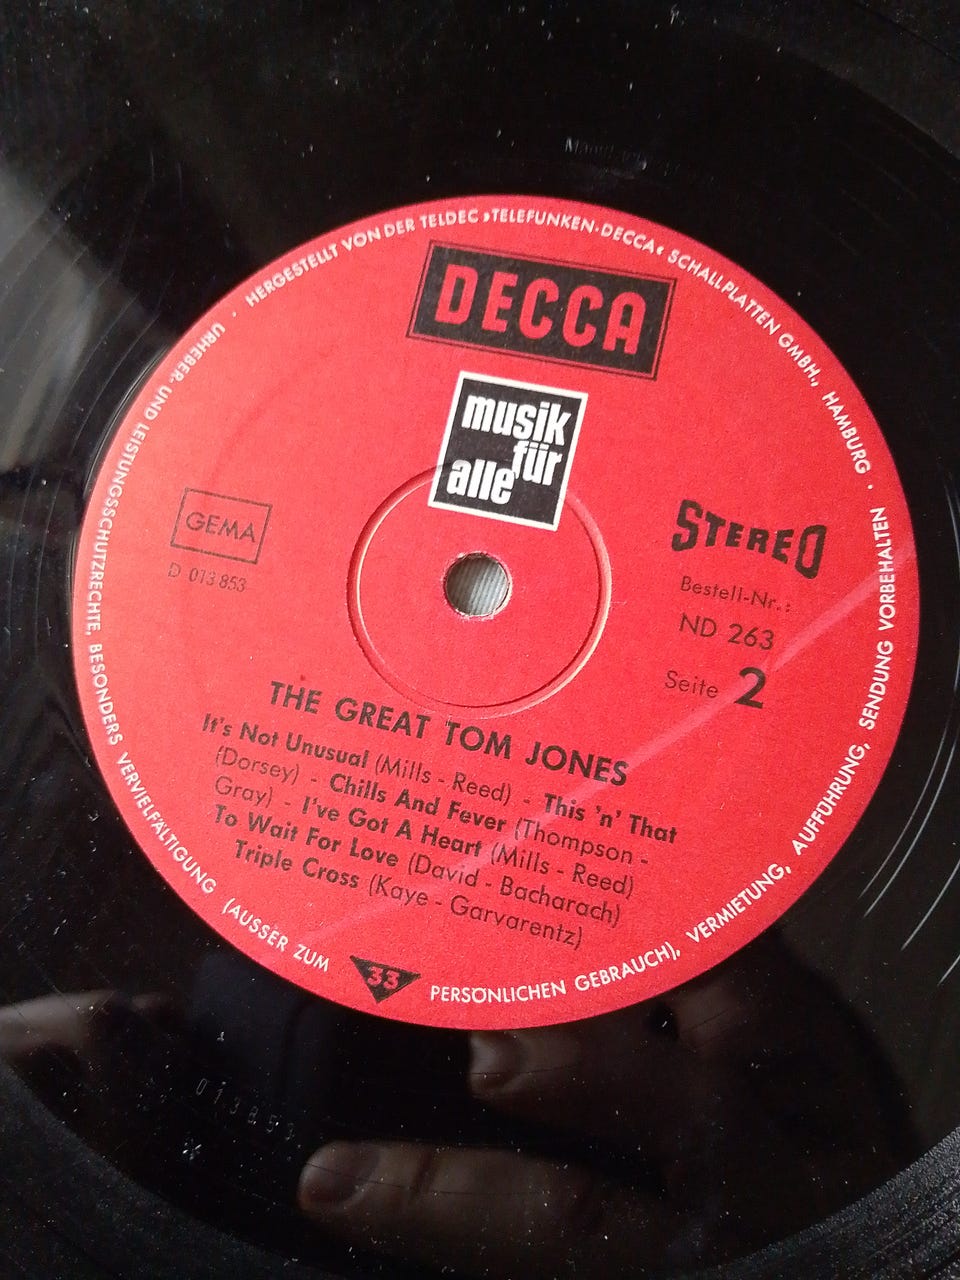 HERGESTELLT VON DER TELDEC »TELEFUNKEN·DECCA« SCHALLPLATTEN GMBH., HAMBURG ·
URHEBER- UND LEISTUNGSSCHUTZRECHTE, BESONDERS VERVIELFÄLTIGUNG (AUSSER ZUM PERSÖNLICHEN GEBRAUCH), VERMIETUNG, AUFFÜHRUNG, SENDUNG VORBEHALTEN ·
DECCA
musik
für
alle
GEMA
D 013 853
STEREO
Bestell-Nr.:
ND 263
Seite 2
THE GREAT TOM JONES
It's Not Unusual (Mills - Reed) - This 'n' That
(Dorsey) - Chills And Fever (Thompson -
Gray) - I've Got A Heart (Mills - Reed)
To Wait For Love (David - Bacharach)
Triple Cross (Kaye - Garvarentz)
33
013853